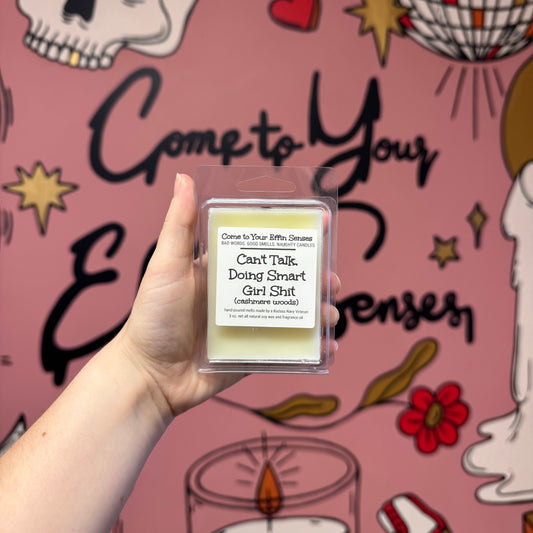 Come to Your
E
Senses
Come to Your Effin Senses
BAD WORDS. GOOD SMELLS. NAUGHTY CANDLES
Can't Talk,
Doing Smart
Girl Shit
(cashmere woods)
hand poured melts made by a Badass Navy Veteran
3 oz. net all natural soy wax and fragrance oil